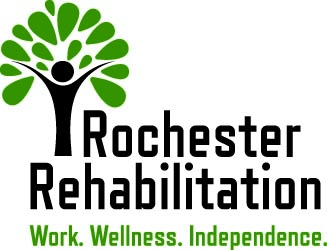 Rochester
Rehabilitation
Work. Wellness. Independence.